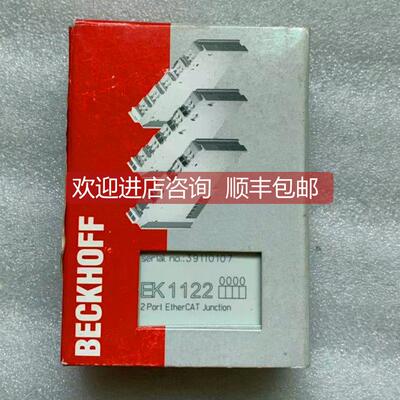 BECKHOFF
欢迎进店咨询 顺丰包邮
serial no.:39110107
EK1122 0000
2 Port EtherCAT Junction